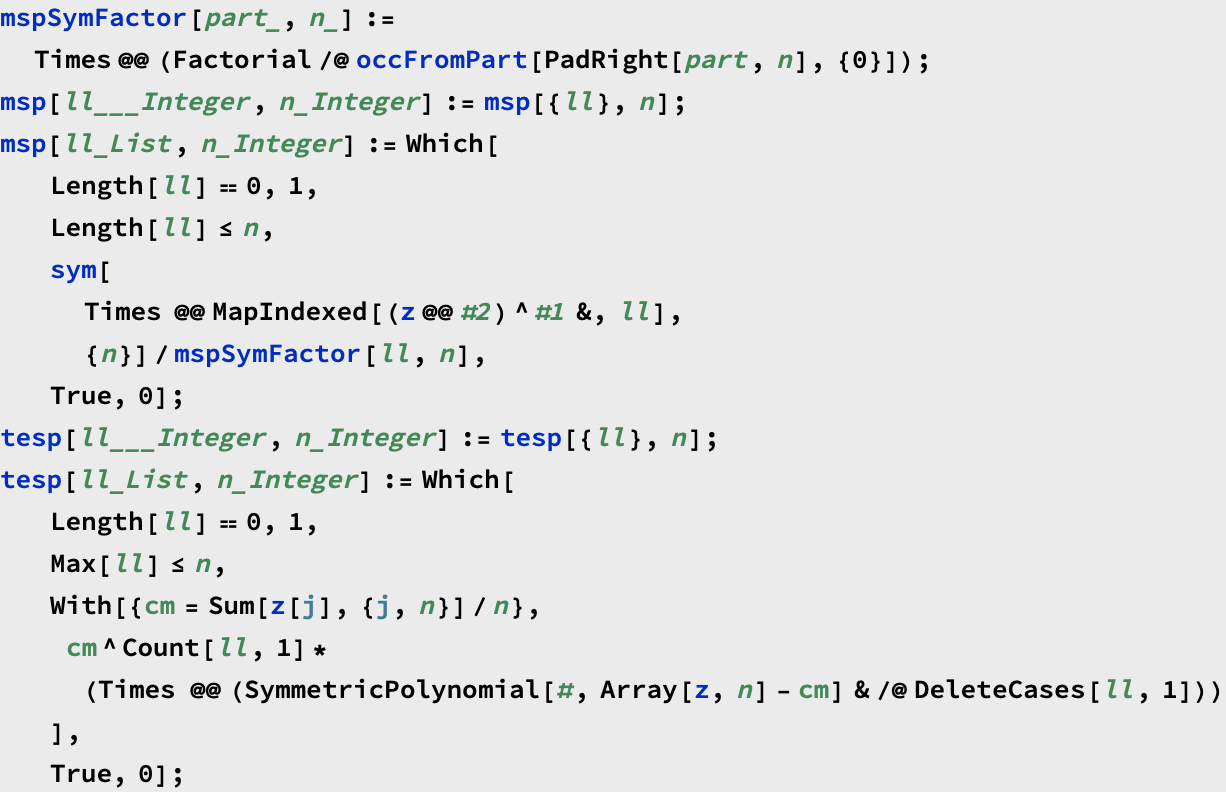 mspSymFactor[part_, n_] :=
Times @@ (Factorial /@ occFromPart[PadRight[part, n], {0}]);
msp[ll___Integer, n_Integer] := msp[{ll}, n];
msp[ll_List, n_Integer] := Which[
Length[ll] == 0, 1,
Length[ll] ≤ n,
sym[
Times @@ MapIndexed[(z @@ #2) ^ #1 &, ll],
{n}] / mspSymFactor[ll, n],
True, 0];
tesp[ll___Integer, n_Integer] := tesp[{ll}, n];
tesp[ll_List, n_Integer] := Which[
Length[ll] == 0, 1,
Max[ll] ≤ n,
With[{cm = Sum[z[j], {j, n}] / n},
cm ^ Count[ll, 1] *
(Times @@ (SymmetricPolynomial[#, Array[z, n] - cm] & /@ DeleteCases[ll, 1]))
],
True, 0];